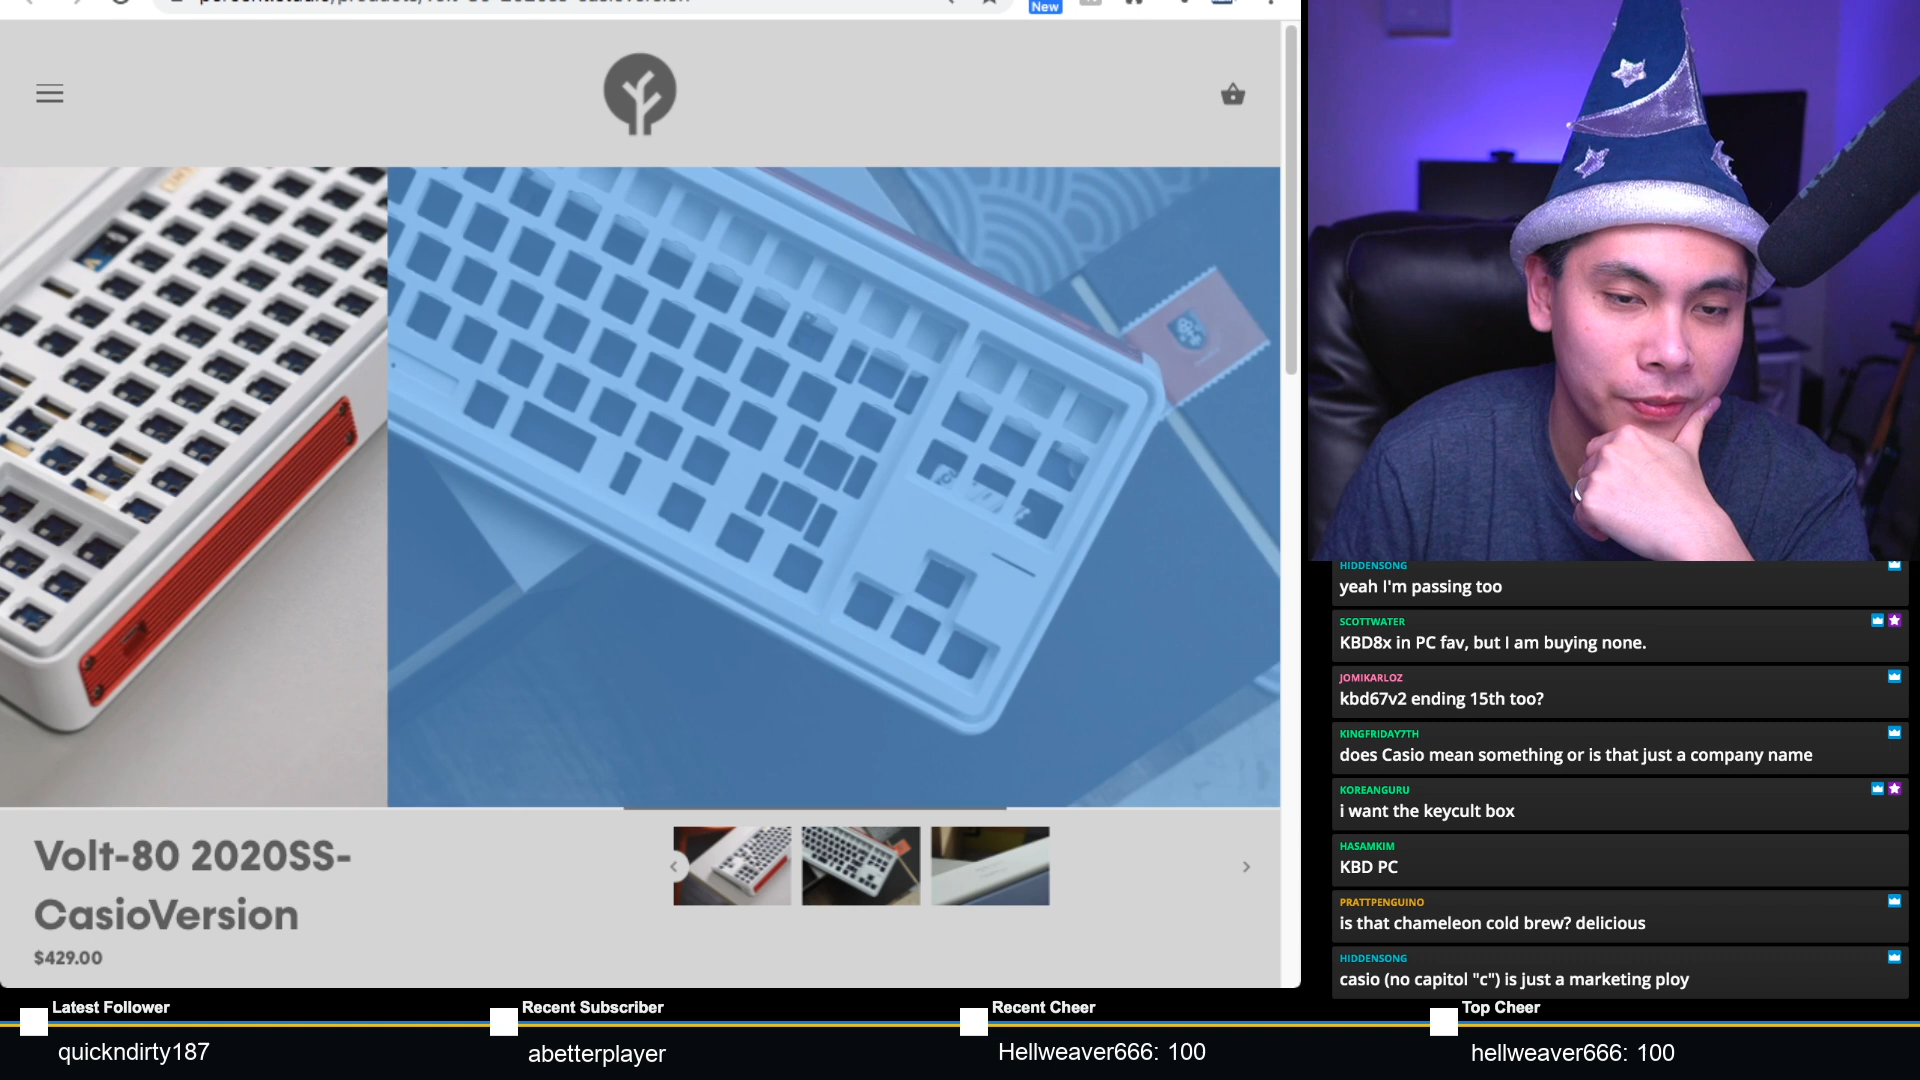 New
Volt-80 2020SS-
CasioVersion
$429.00
HIDDENSONG
yeah I'm passing too
SCOTTWATER
KBD8x in PC fav, but I am buying none.
JOMIKARLOZ
kbd67v2 ending 15th too?
KINGFRIDAY7TH
does Casio mean something or is that just a company name
KOREANGURU
i want the keycult box
HASAMKIM
KBD PC
PRATTPENGUINO
is that chameleon cold brew? delicious
HIDDENSONG
casio (no capitol "c") is just a marketing ploy
Latest Follower
quickndirty187
Recent Subscriber
abetterplayer
Recent Cheer
Hellweaver666: 100
Top Cheer
hellweaver666: 100